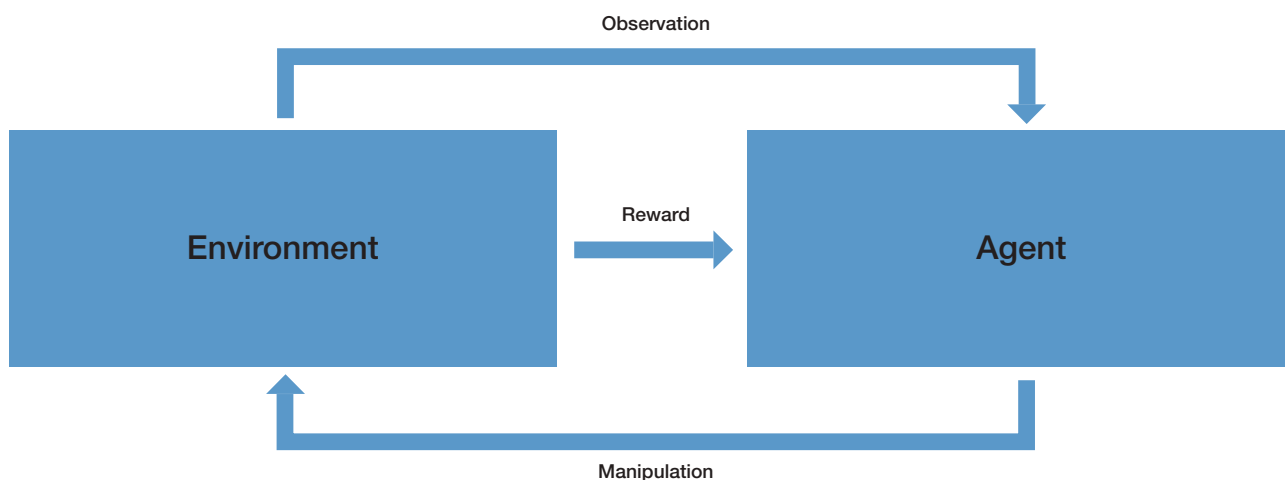 Observation
Environment
Reward
Agent
Manipulation